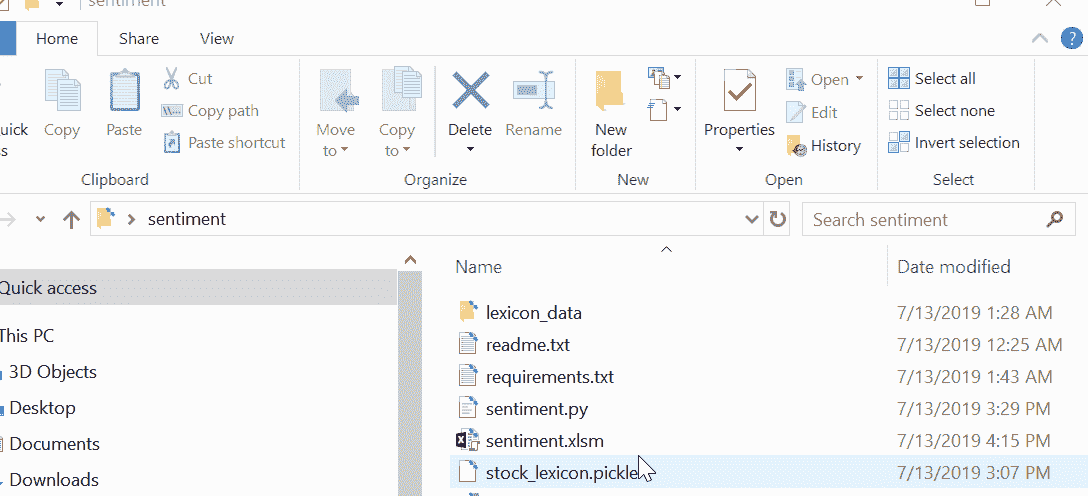 sentiment
Home Share View
Cut
Copy path
Paste shortcut
Copy
Paste
Clipboard
Move to
Copy to
Delete
Rename
Organize
New folder
New
Properties
Open
Edit
History
Open
Select all
Select none
Invert selection
Select
sentiment
Search sentiment
Name Date modified
Quick access
This PC
3D Objects
Desktop
Documents
Downloads
lexicon_data 7/13/2019 1:28 AM
readme.txt 7/13/2019 12:25 AM
requirements.txt 7/13/2019 1:43 AM
sentiment.py 7/13/2019 3:29 PM
sentiment.xlsm 7/13/2019 4:15 PM
stock_lexicon.pickle 7/13/2019 3:07 PM